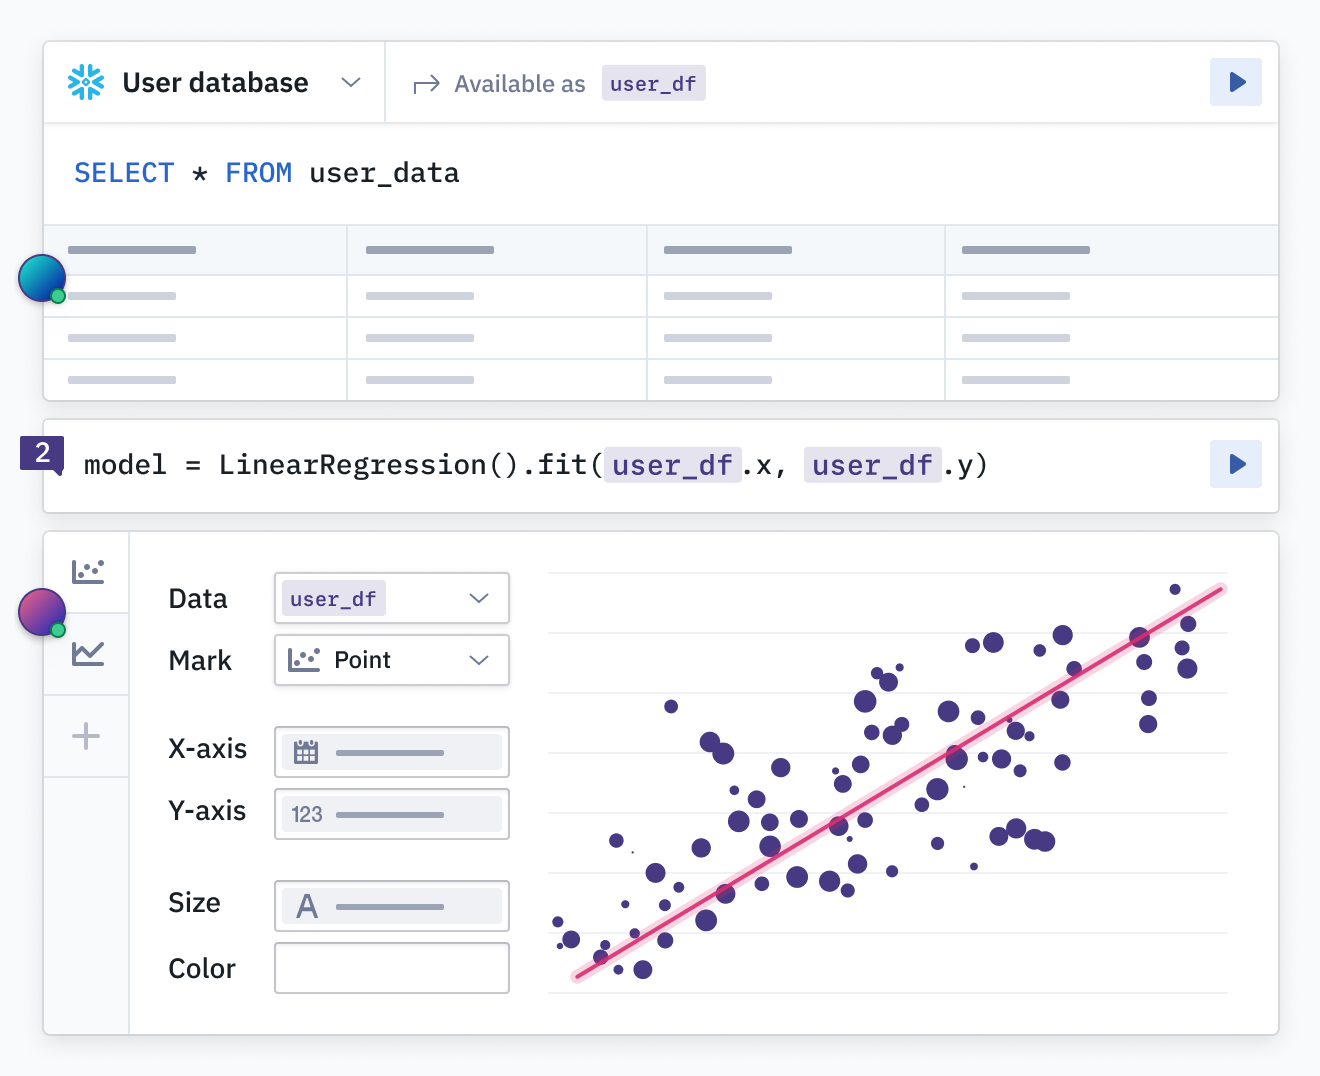 User database
Available as user_df
SELECT * FROM user_data
2
model = LinearRegression().fit(user_df.x, user_df.y)
Data user_df
Mark Point
X-axis
Y-axis 123
Size A
Color